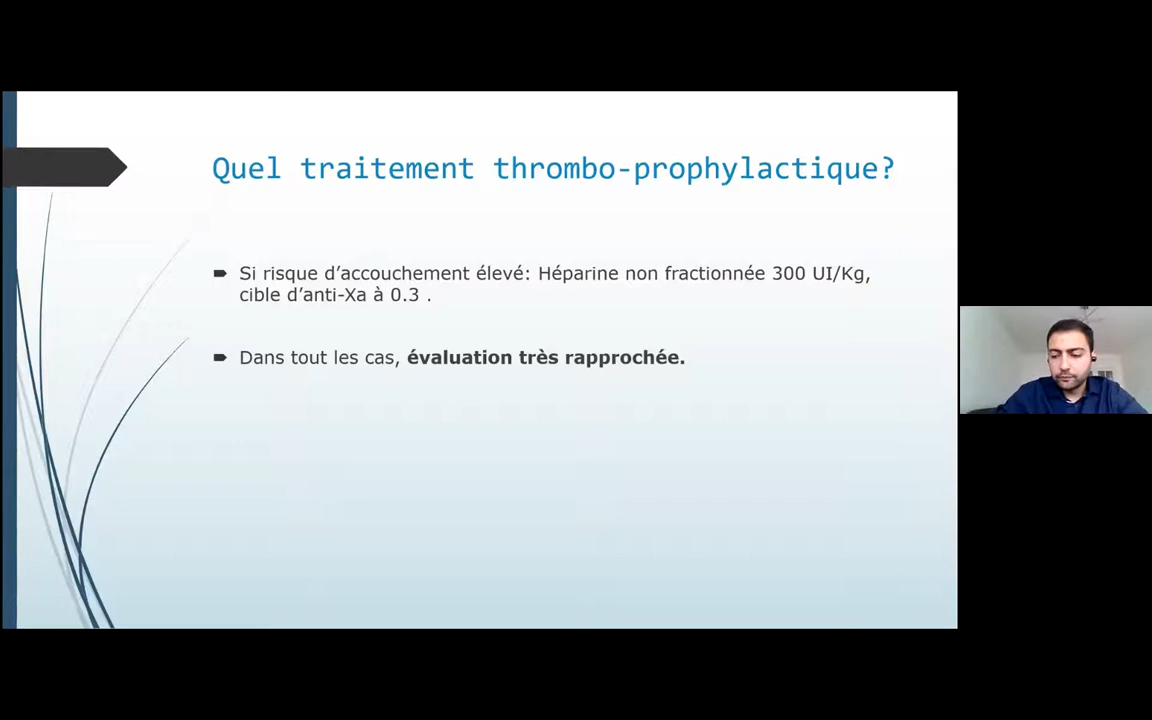 Quel traitement thrombo-prophylactique?
Si risque d’accouchement élevé: Héparine non fractionnée 300 UI/Kg,
cible d’anti-Xa à 0.3 .
Dans tout les cas, évaluation très rapprochée.